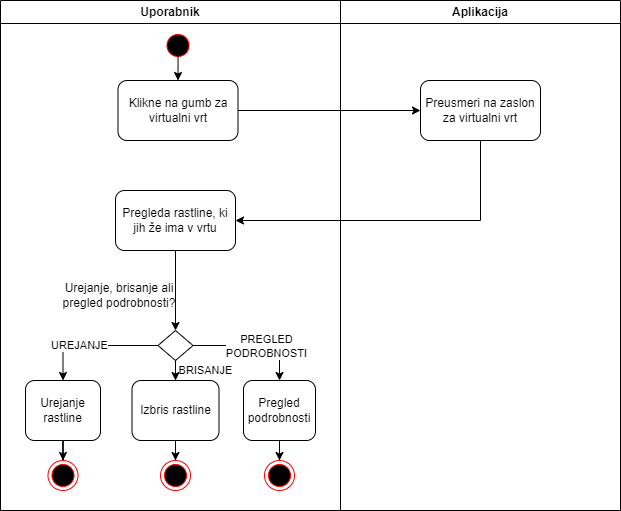 Uporabnik
Aplikacija
Klikne na gumb za
virtualni vrt
Preusmeri na zaslon
za virtualni vrt
Pregleda rastline, ki
jih že ima v vrtu
Urejanje, brisanje ali
pregled podrobnosti?
UREJANJE
PREGLED
PODROBNOSTI
BRISANJE
Urejanje
rastline
Izbris rastline
Pregled
podrobnosti